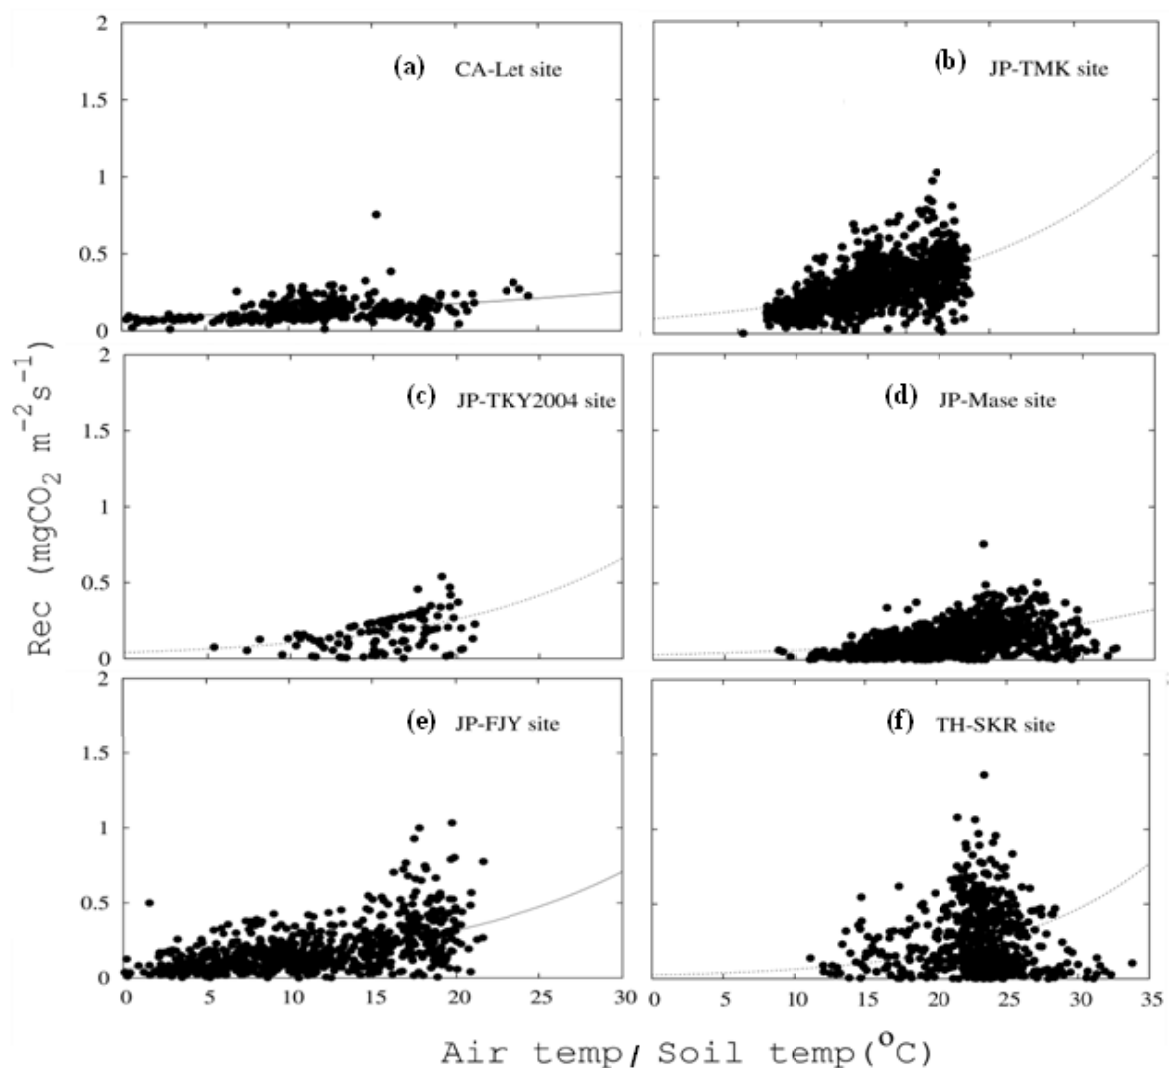 2
1.5
1
0.5
0
(a) CA-Let site
(b) JP-TMK site
2
1.5
1
0.5
0
(c) JP-TKY2004 site
(d) JP-Mase site
2
1.5
1
0.5
0
(e) JP-FJY site
(f) TH-SKR site
0 5 10 15 20 25 30
0 5 10 15 20 25 30 35
Rec (mgCO₂ m⁻²s⁻¹)
Air temp/ Soil temp(°C)